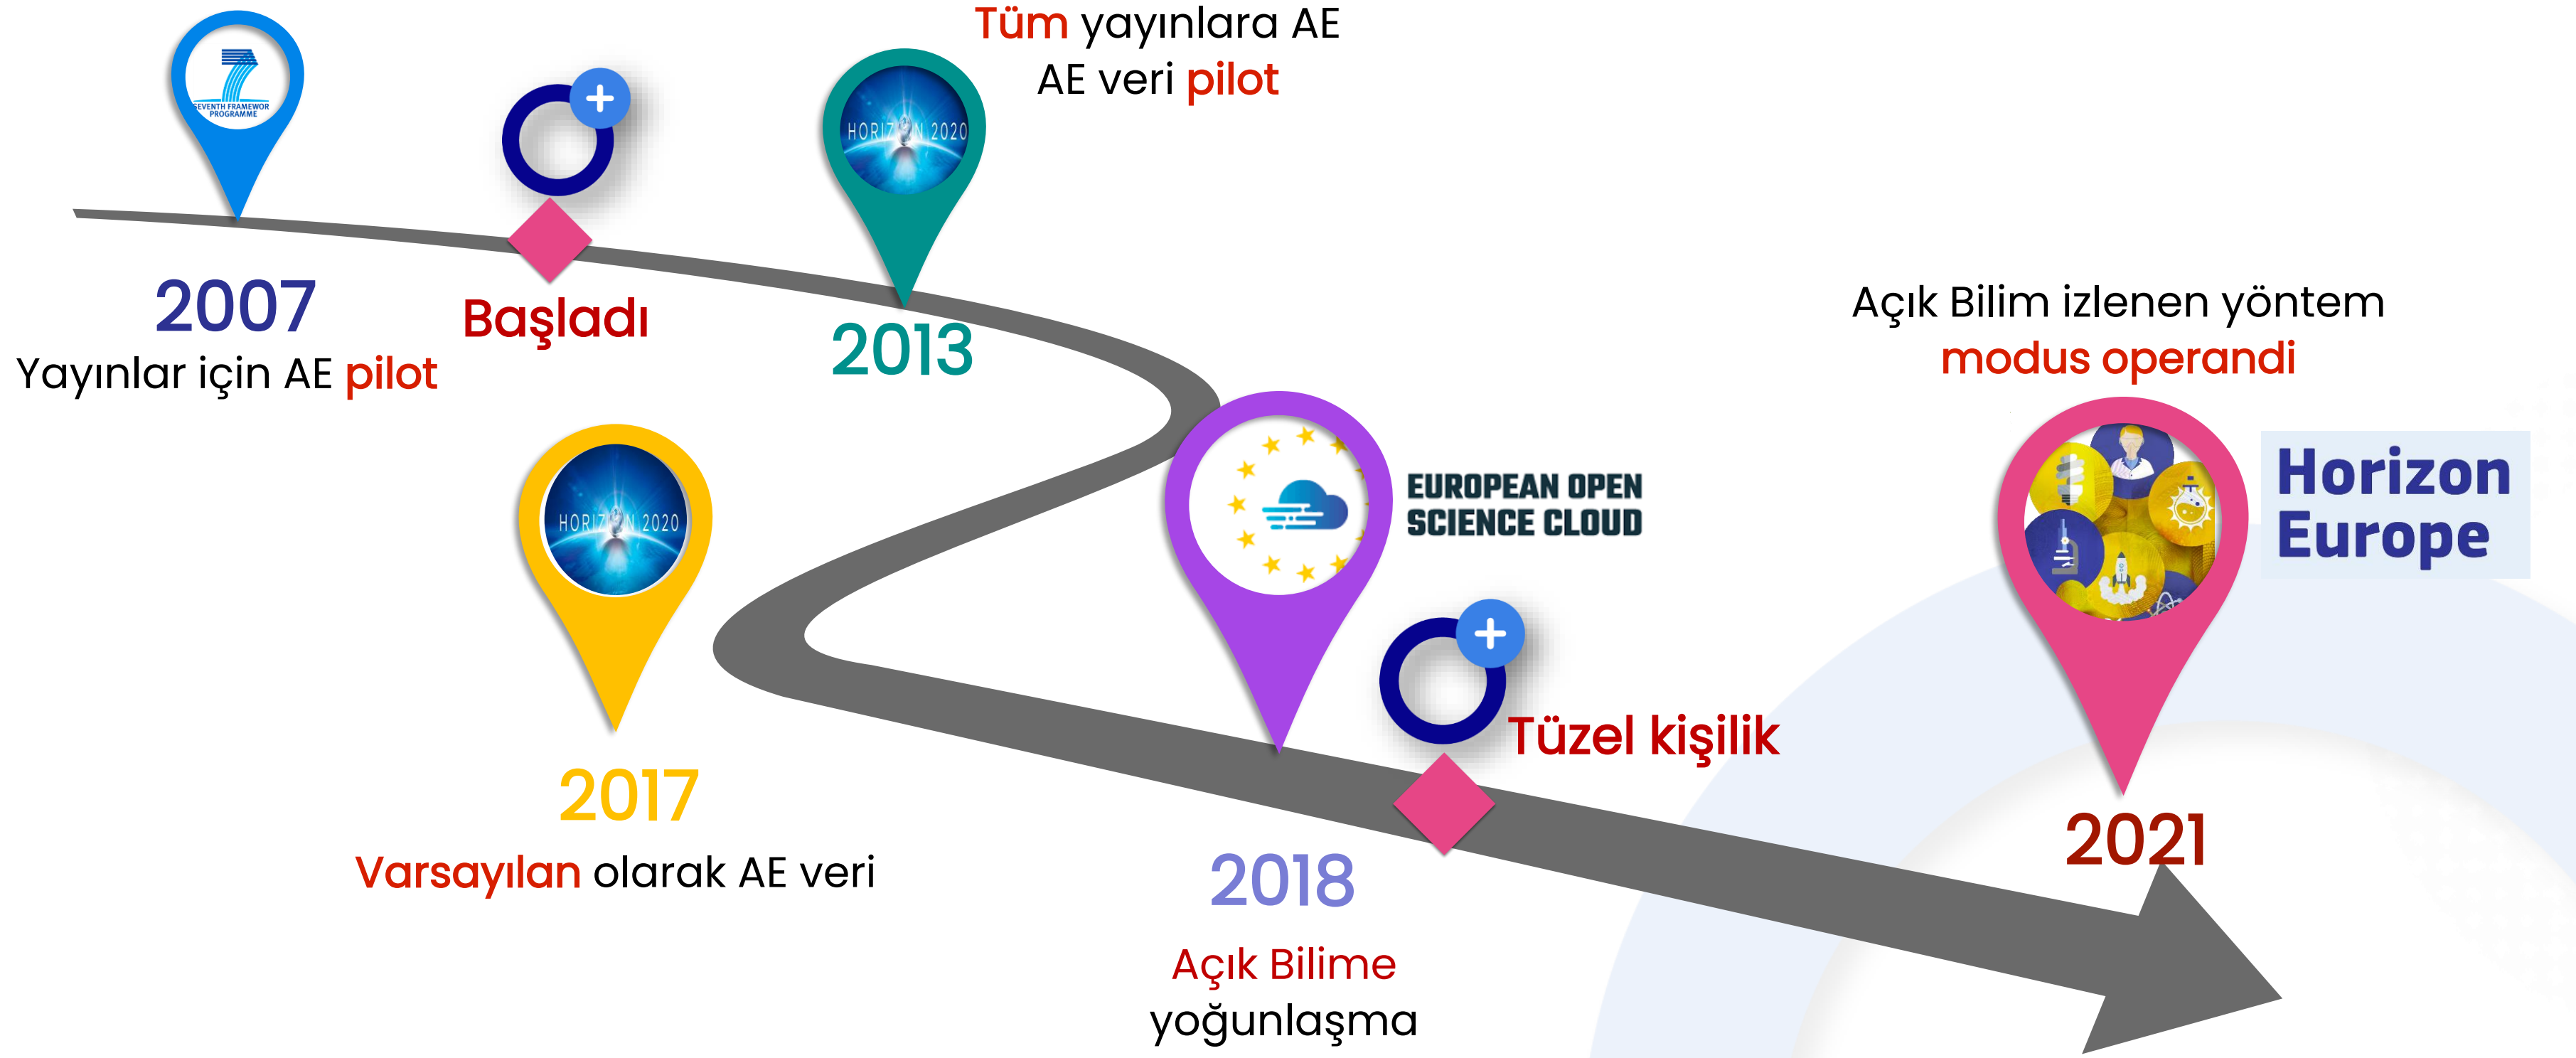 SEVENTH FRAMEWOR
PROGRAMME
2007
Yayınlar için AE pilot
Başladı
Tüm yayınlara AE
AE veri pilot
HORIZON 2020
2013
HORIZON 2020
2017
Varsayılan olarak AE veri
EUROPEAN OPEN
SCIENCE CLOUD
2018
Açık Bilime
yoğunlaşma
Tüzel kişilik
Açık Bilim izlenen yöntem
modus operandi
Horizon
Europe
2021